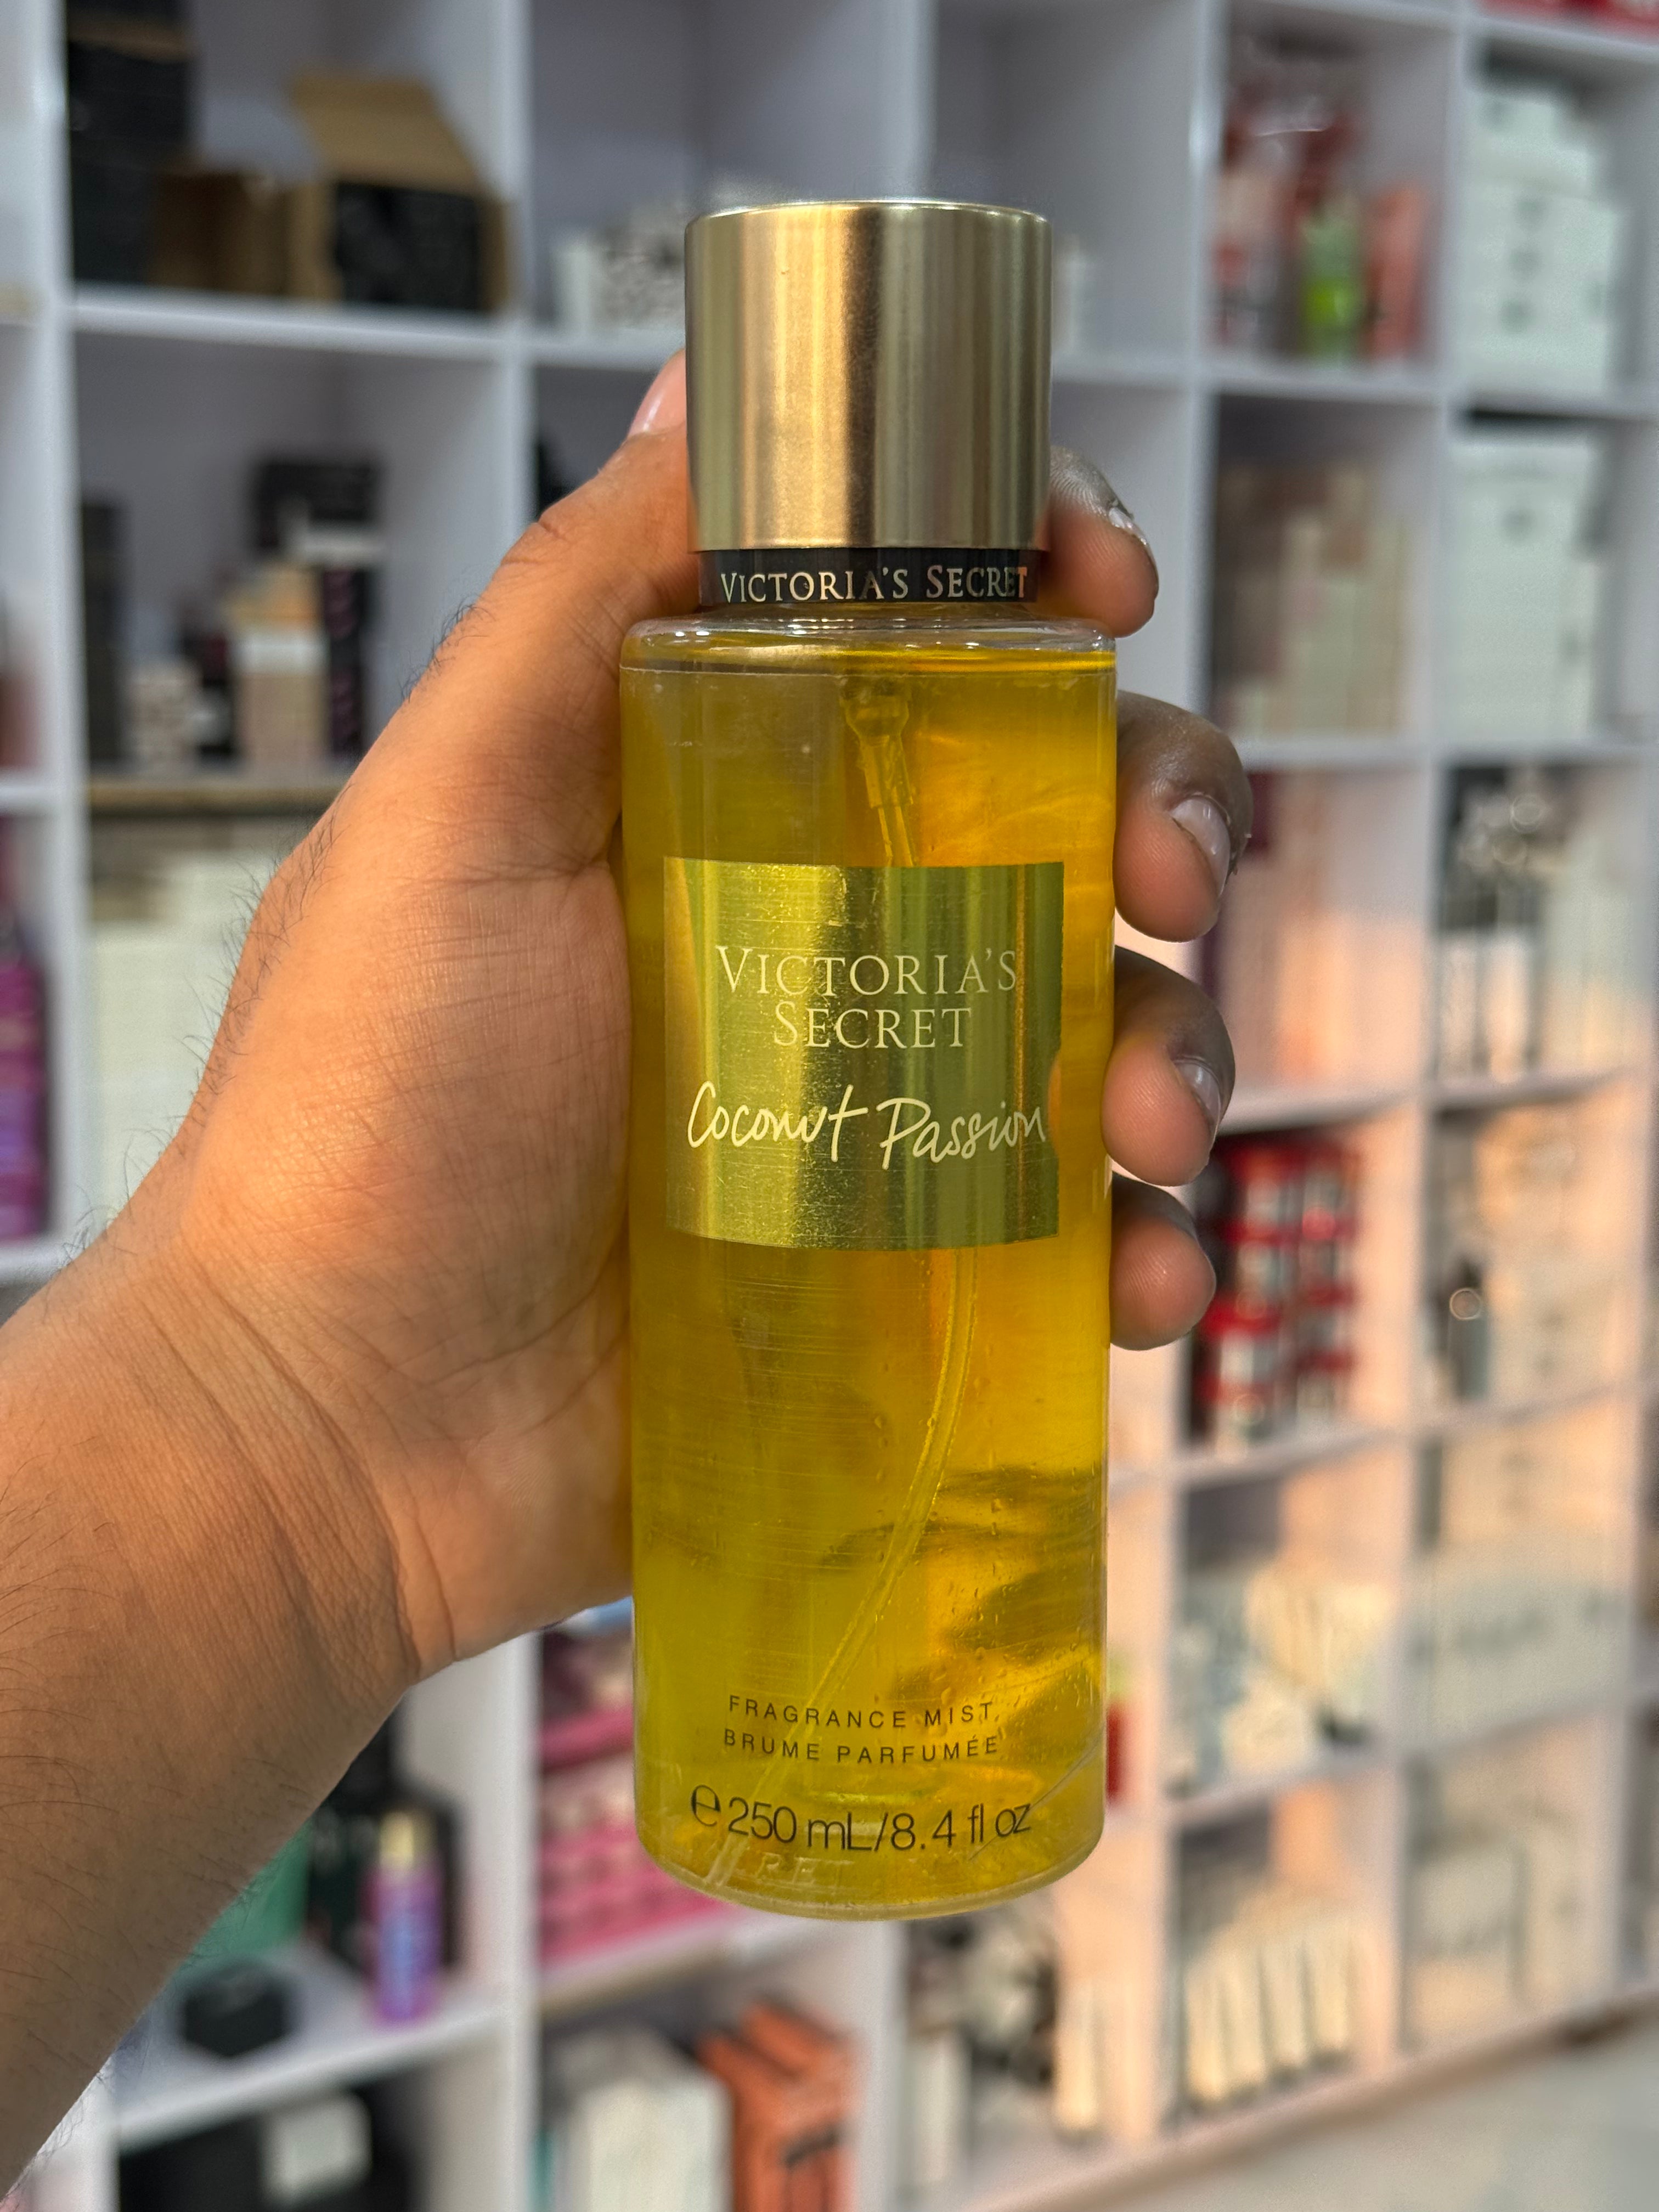 VICTORIA'S SECRET
VICTORIA'S
SECRET
Coconut Passion
FRAGRANCE MIST
BRUME PARFUMÉE
℮ 250 mL/8.4 fl oz